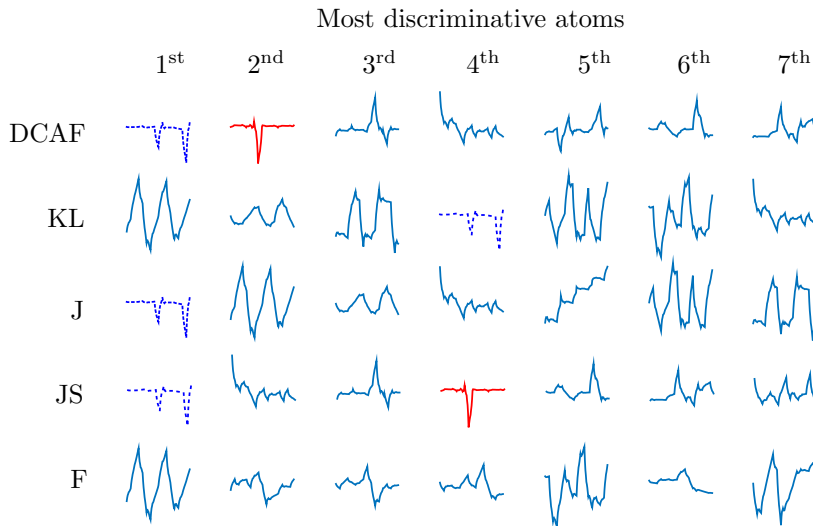 Most discriminative atoms
1st 2nd 3rd 4th 5th 6th 7th
DCAF
KL
J
JS
F